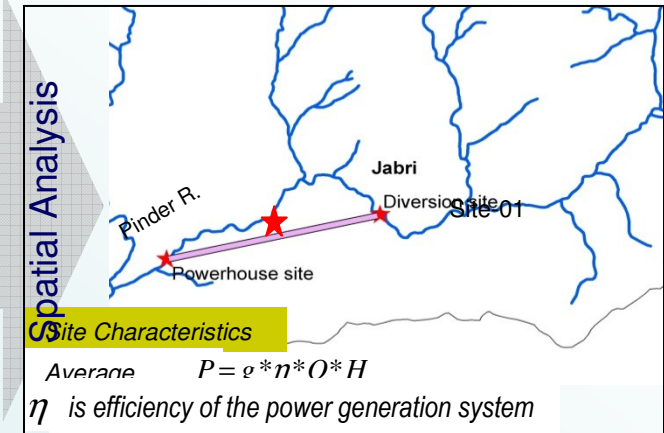 Spatial Analysis
Jabri
Diversion site
Site 01
Pinder R.
Powerhouse site
Site Characteristics
Average
P = g*η*Q*H
η is efficiency of the power generation system